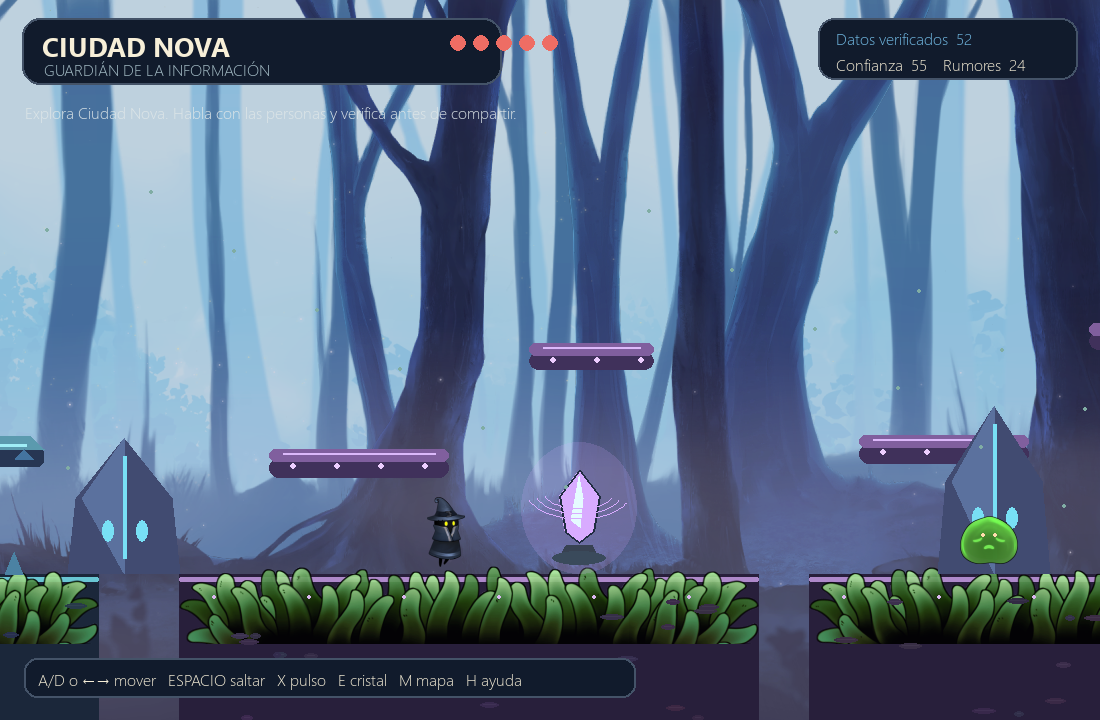 CIUDAD NOVA
GUARDIÁN DE LA INFORMACIÓN
Datos verificados 52
Confianza 55 Rumores 24
Explora Ciudad Nova. Habla con las personas y verifica antes de compartir.
A/D o ←→ mover ESPACIO saltar X pulso E cristal M mapa H ayuda